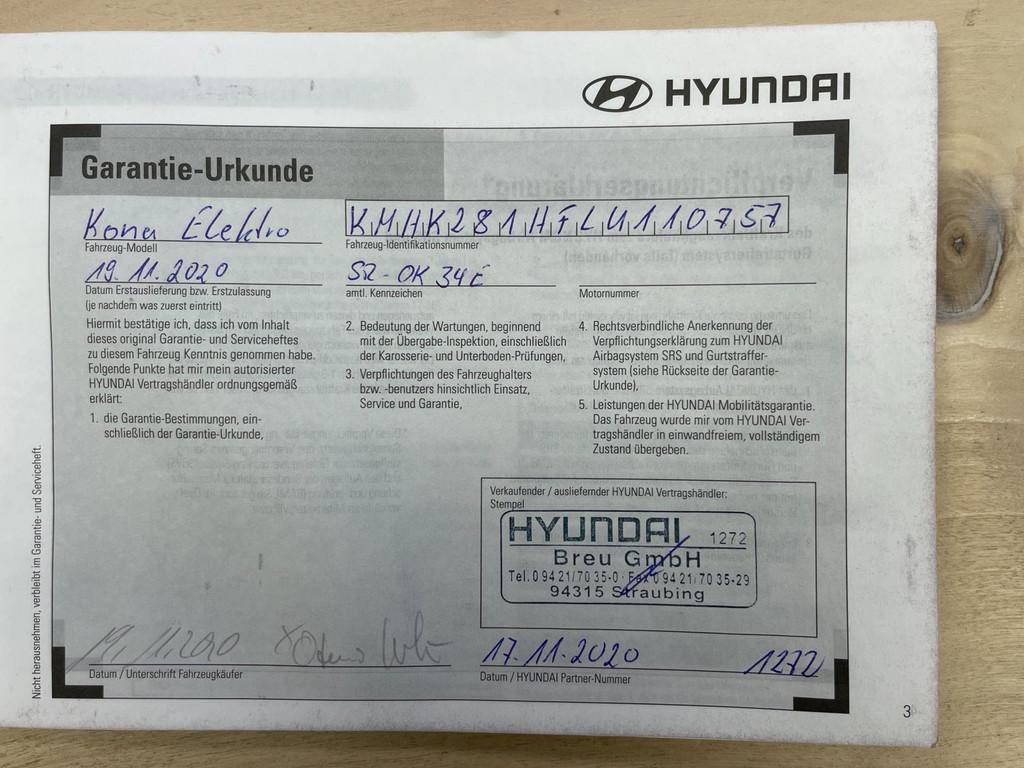 HYUNDAI
Garantie-Urkunde
Kona Elektro
KMHK281HFLU110757
Fahrzeug-Modell
Fahrzeug-Identifikationsnummer
19.11.2020
SR-OK 34E
Datum Erstauslieferung bzw. Erstzulassung
(je nachdem was zuerst eintritt)
amtl. Kennzeichen
Motornummer
Hiermit bestätige ich, dass ich vom Inhalt
dieses original Garantie- und Serviceheftes
zu diesem Fahrzeug Kenntnis genommen habe.
Folgende Punkte hat mir mein autorisierter
HYUNDAI Vertragshändler ordnungsgemäß
erklärt:
1. die Garantie-Bestimmungen, ein-
schließlich der Garantie-Urkunde,
2. Bedeutung der Wartungen, beginnend
mit der Übergabe-Inspektion, einschließlich
der Karosserie- und Unterboden-Prüfungen,
3. Verpflichtungen des Fahrzeughalters
bzw. -benutzers hinsichtlich Einsatz,
Service und Garantie,
4. Rechtsverbindliche Anerkennung der
Verpflichtungserklärung zum HYUNDAI
Airbagsystem SRS und Gurtstraffer-
system (siehe Rückseite der Garantie-
Urkunde),
5. Leistungen der HYUNDAI Mobilitätsgarantie.
Das Fahrzeug wurde mir vom HYUNDAI Ver-
tragshändler in einwandfreiem, vollständigem
Zustand übergeben.
Verkaufender / ausliefernder HYUNDAI Vertragshändler:
Stempel
HYUNDAI 1272
Breu GmbH
Tel. 0 94 21/70 35-0 · Fax 0 94 21/70 35-29
94315 Straubing
19.11.2020
17.11.2020 1272
Datum / Unterschrift Fahrzeugkäufer
Datum / HYUNDAI Partner-Nummer
Nicht herausnehmen, verbleibt im Garantie- und Serviceheft.
3